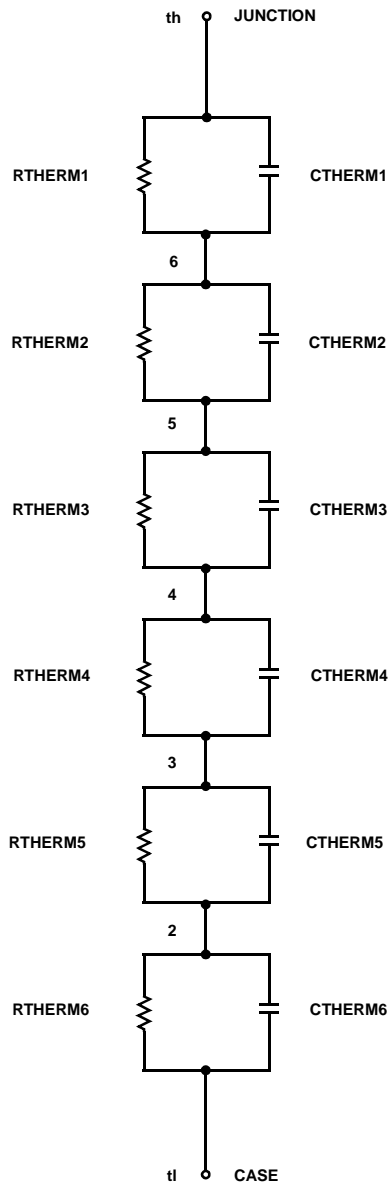 th JUNCTION
RTHERM1 CTHERM1
6
RTHERM2 CTHERM2
5
RTHERM3 CTHERM3
4
RTHERM4 CTHERM4
3
RTHERM5 CTHERM5
2
RTHERM6 CTHERM6
tl CASE